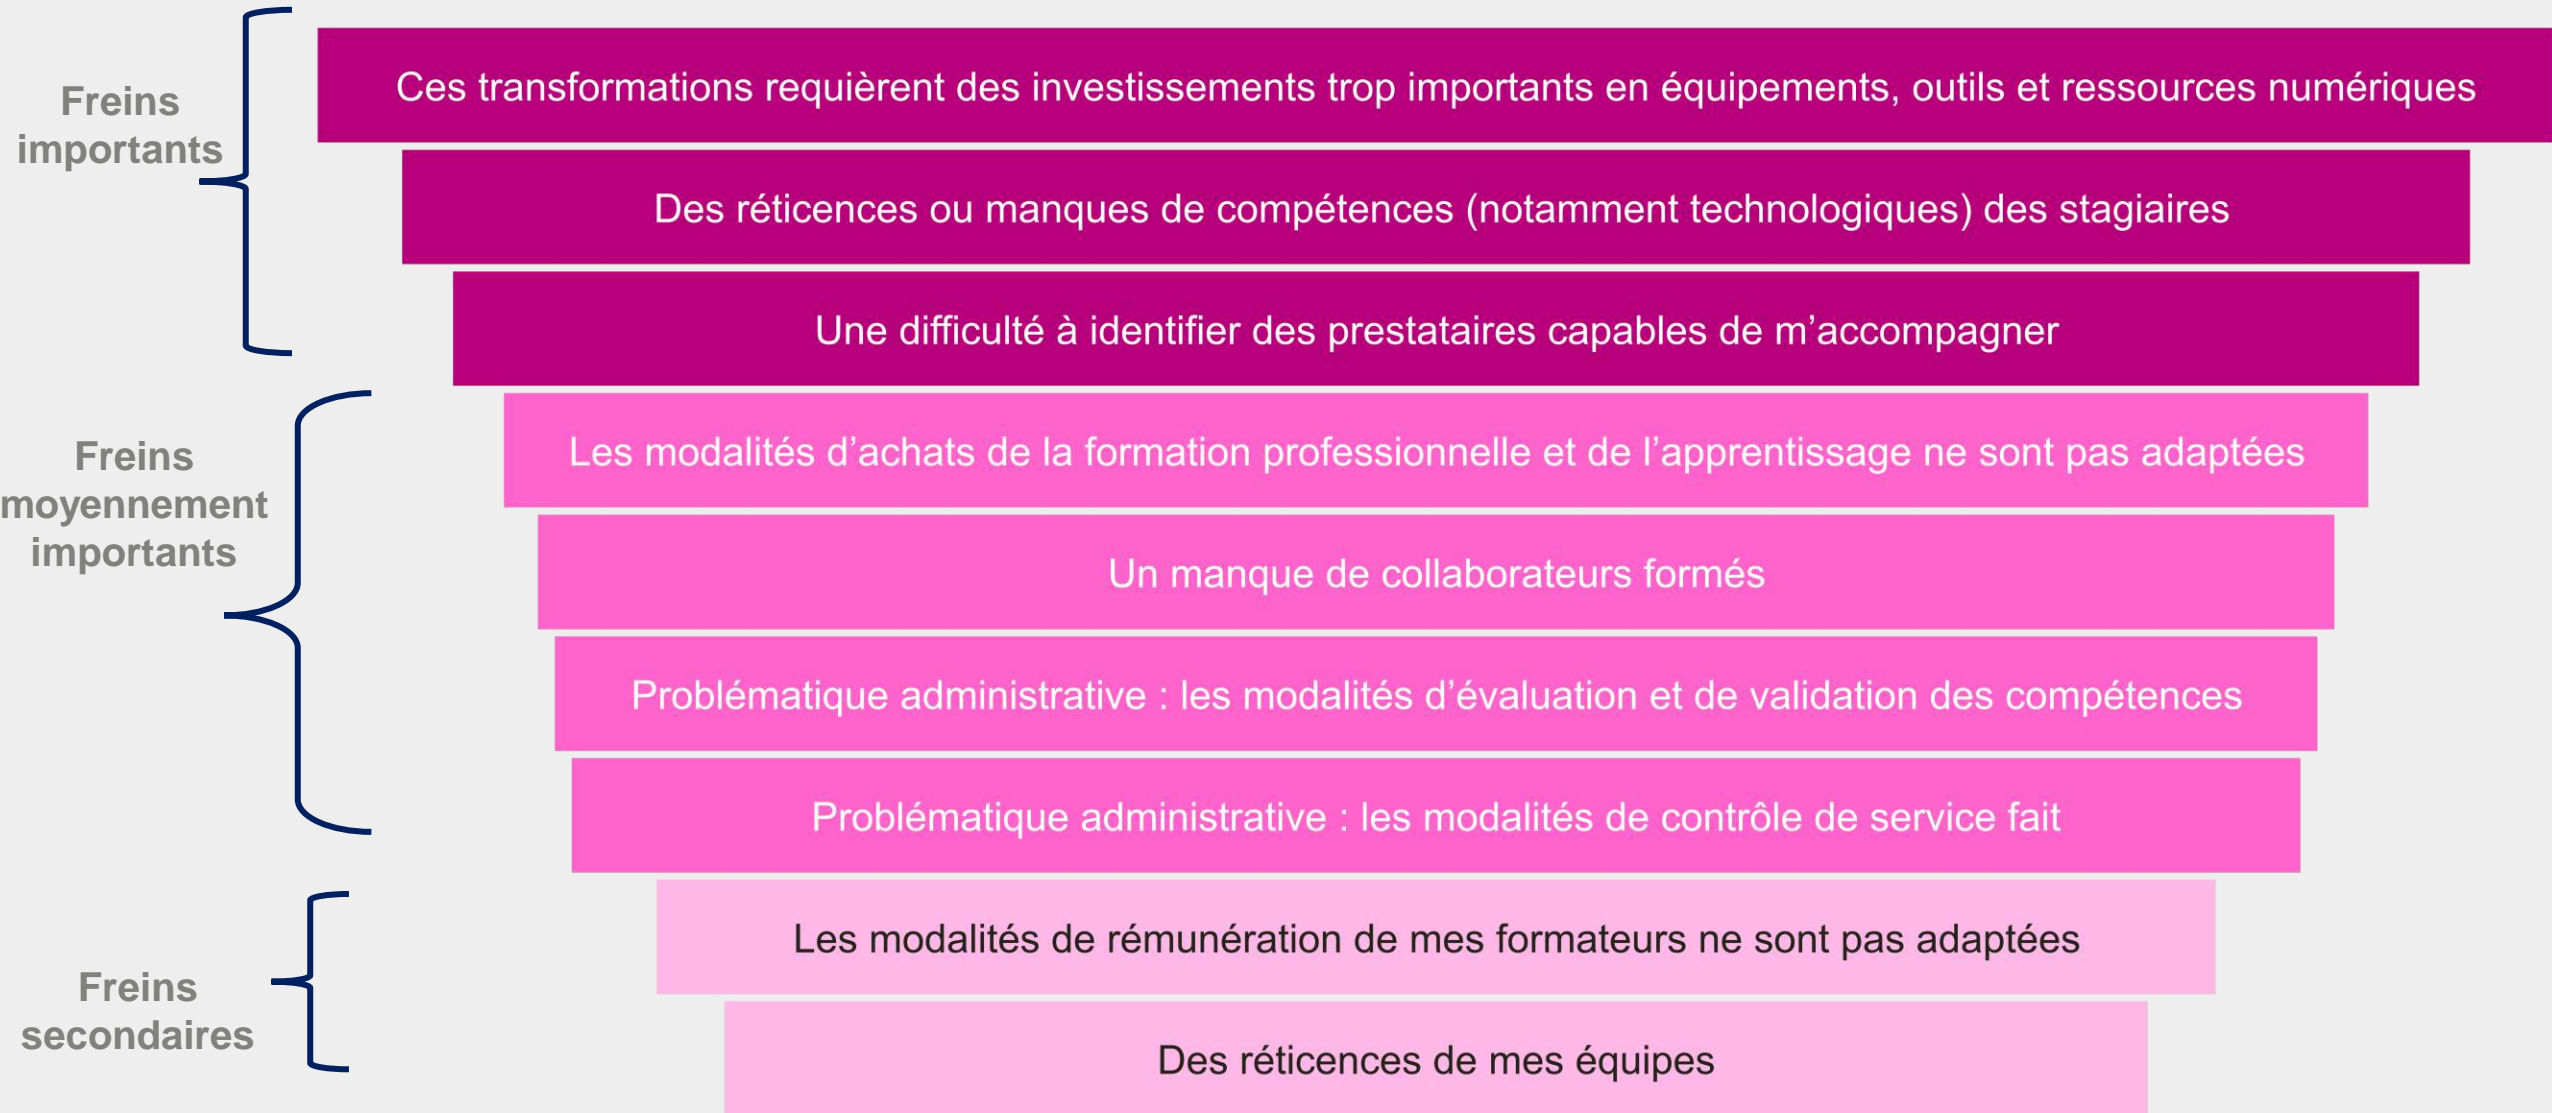 Freins
importants
Ces transformations requièrent des investissements trop importants en équipements, outils et ressources numériques
Des réticences ou manques de compétences (notamment technologiques) des stagiaires
Une difficulté à identifier des prestataires capables de m’accompagner
Freins
moyennement
importants
Les modalités d’achats de la formation professionnelle et de l’apprentissage ne sont pas adaptées
Un manque de collaborateurs formés
Problématique administrative : les modalités d’évaluation et de validation des compétences
Problématique administrative : les modalités de contrôle de service fait
Freins
secondaires
Les modalités de rémunération de mes formateurs ne sont pas adaptées
Des réticences de mes équipes